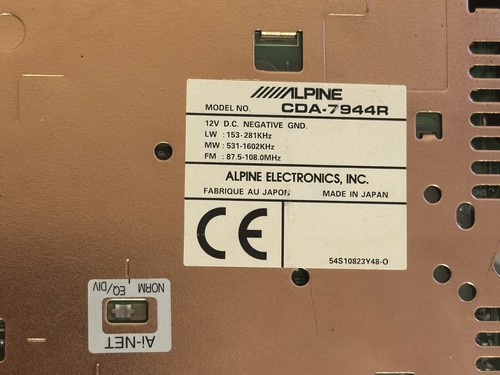 ALPINE
MODEL NO. CDA-7944R
12V D.C. NEGATIVE GND.
LW : 153-281KHz
MW : 531-1602KHz
FM : 87.5-108.0MHz
ALPINE ELECTRONICS, INC.
FABRIQUE AU JAPON MADE IN JAPAN
CE
54S10823Y48-O
Ai-NET
EQ/DIV NORM